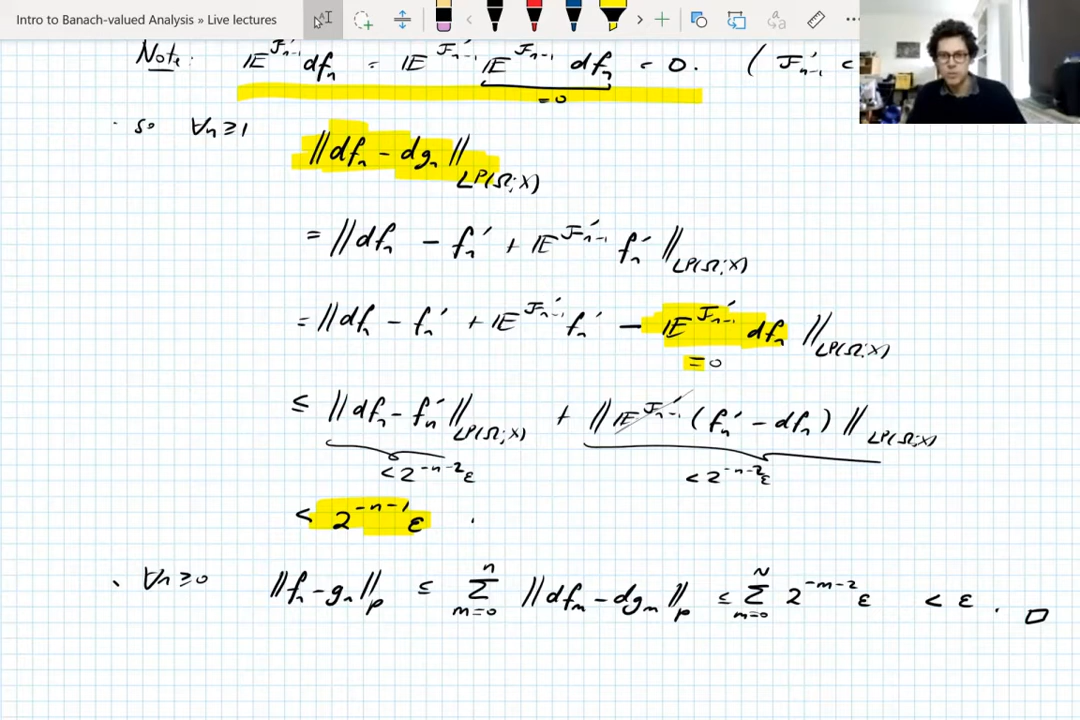 Intro to Banach-valued Analysis » Live lectures
Note: 𝔼^{ℱ'_{n-1}} df_n = 𝔼^{ℱ'_{n-1}} 𝔼^{ℱ_{n-1}} df_n = 0. ( ℱ'_{n-1} ⊂
=0
· so ∀n≥1
‖df_n - dg_n‖_{L^p(Ω;X)}
= ‖df_n - f_n' + 𝔼^{ℱ'_{n-1}} f_n'‖_{L^p(Ω;X)}
= ‖df_n - f_n' + 𝔼^{ℱ'_{n-1}} f_n' - 𝔼^{ℱ'_{n-1}} df_n‖_{L^p(Ω;X)}
=0
≤ ‖df_n - f_n'‖_{L^p(Ω;X)} + ‖𝔼^{ℱ'_{n-1}} (f_n' - df_n)‖_{L^p(Ω;X)}
< 2^{-n-2}ε < 2^{-n-2}ε
< 2^{-n-1}ε .
· ∀n≥0 ‖f_n - g_n‖_p ≤ ∑_{m=0}^{n} ‖df_m - dg_m‖_p ≤ ∑_{m=0}^{N} 2^{-m-2}ε < ε . □